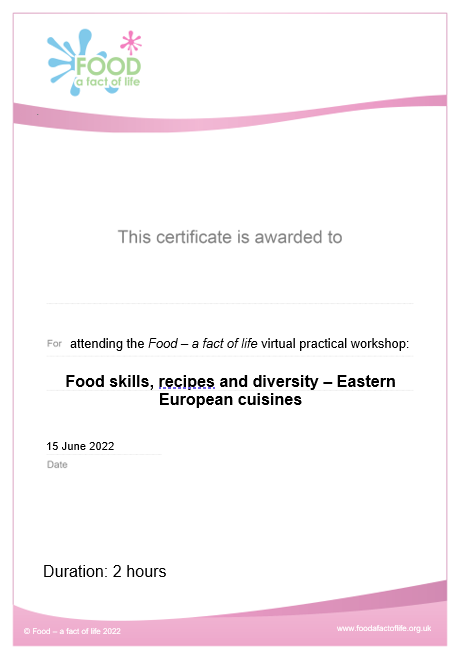 FOOD
a fact of life
This certificate is awarded to
For attending the Food – a fact of life virtual practical workshop:
Food skills, recipes and diversity – Eastern
European cuisines
15 June 2022
Date
Duration: 2 hours
© Food – a fact of life 2022
www.foodafactoflife.org.uk